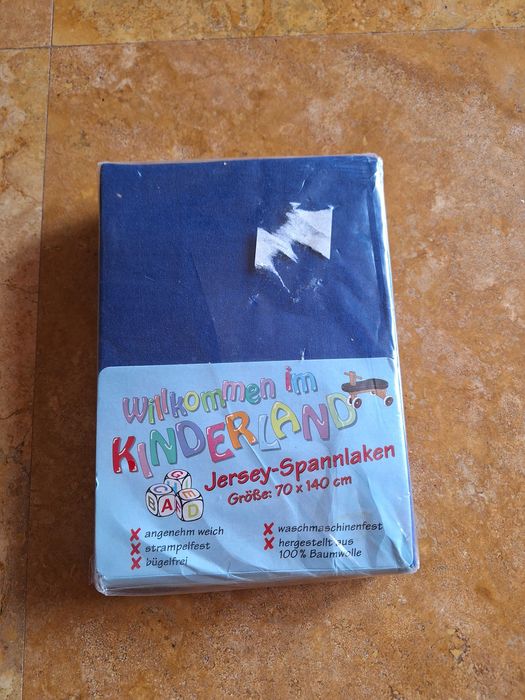 Willkommen im
KINDERLAND
Jersey-Spannlaken
Größe: 70 x 140 cm
angenehm weich
strampelfest
bügelfrei
waschmaschinenfest
hergestellt aus
100% Baumwolle